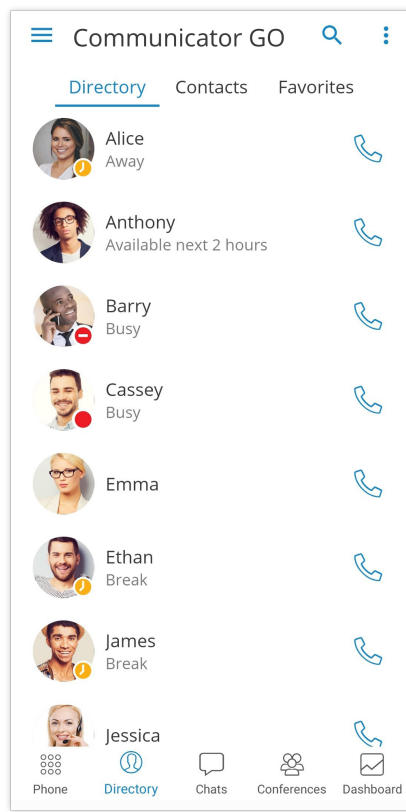 Communicator GO
Directory Contacts Favorites
Alice
Away
Anthony
Available next 2 hours
Barry
Busy
Cassey
Busy
Emma
Ethan
Break
James
Break
Jessica
Phone Directory Chats Conferences Dashboard